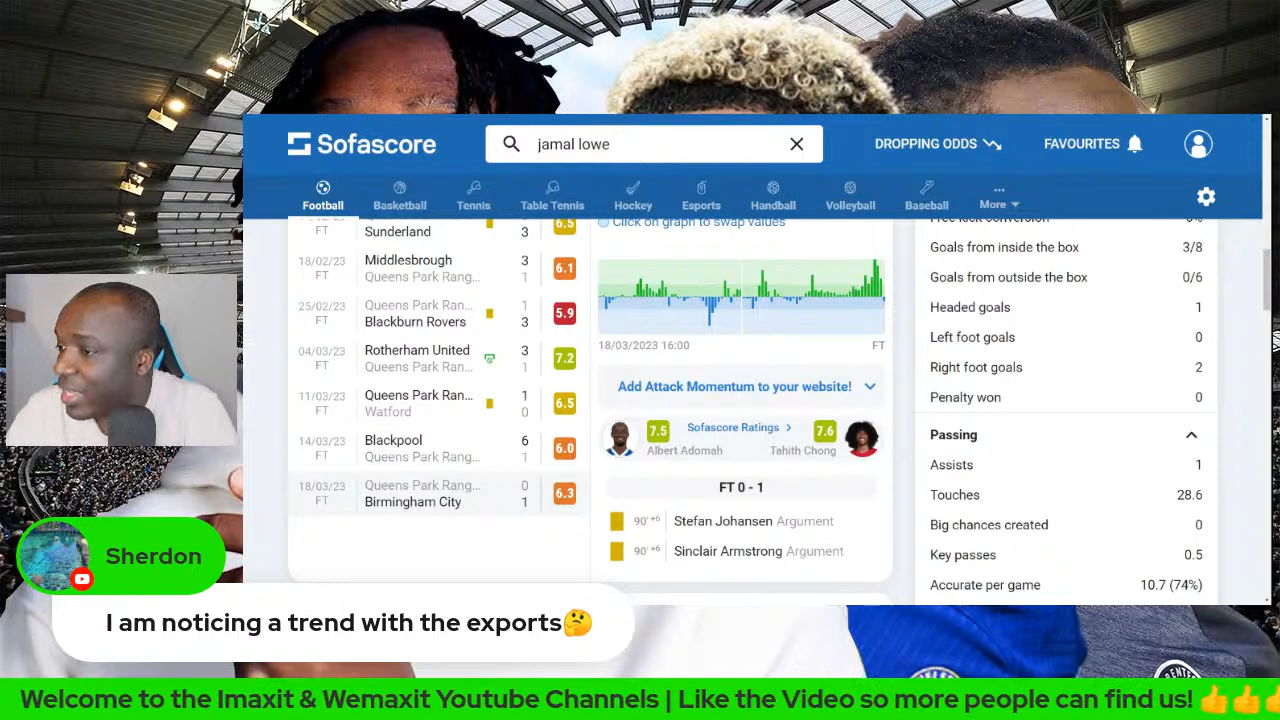 Sofascore
jamal lowe
DROPPING ODDS
FAVOURITES
Football
Basketball
Tennis
Table Tennis
Hockey
Esports
Handball
Volleyball
Baseball
More
FT
Sunderland
3
6.5
18/02/23
FT
Middlesbrough
3
Queens Park Rang...
1
6.1
25/02/23
FT
Queens Park Ran...
1
Blackburn Rovers
3
5.9
04/03/23
FT
Rotherham United
3
Queens Park Ran...
1
7.2
11/03/23
FT
Queens Park Ran...
1
Watford
0
6.5
14/03/23
FT
Blackpool
6
Queens Park Rang...
1
6.0
18/03/23
FT
Queens Park Rang...
0
Birmingham City
1
6.3
Click on graph to swap values
18/03/2023 16:00
FT
Add Attack Momentum to your website!
7.5
Sofascore Ratings >
7.6
Albert Adomah
Tahith Chong
FT 0 - 1
90' +6 Stefan Johansen Argument
90' +6 Sinclair Armstrong Argument
Free kick conversion
Goals from inside the box 3/8
Goals from outside the box 0/6
Headed goals 1
Left foot goals 0
Right foot goals 2
Penalty won 0
Passing
Assists 1
Touches 28.6
Big chances created 0
Key passes 0.5
Accurate per game 10.7 (74%)
Sherdon
I am noticing a trend with the exports🤔
Welcome to the Imaxit & Wemaxit Youtube Channels | Like the Video so more people can find us! 👍👍👍